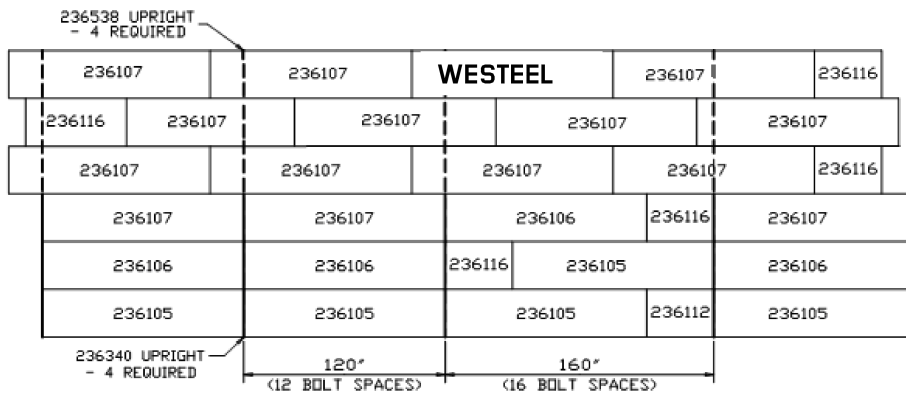 236538 UPRIGHT
- 4 REQUIRED
236107 236107 WESTEEL 236107 236116
236116 236107 236107 236107 236107
236107 236107 236107 236107 236116
236107 236107 236106 236116 236107
236106 236106 236116 236105 236106
236105 236105 236105 236112 236105
236340 UPRIGHT
- 4 REQUIRED
120" 160"
(12 BOLT SPACES) (16 BOLT SPACES)